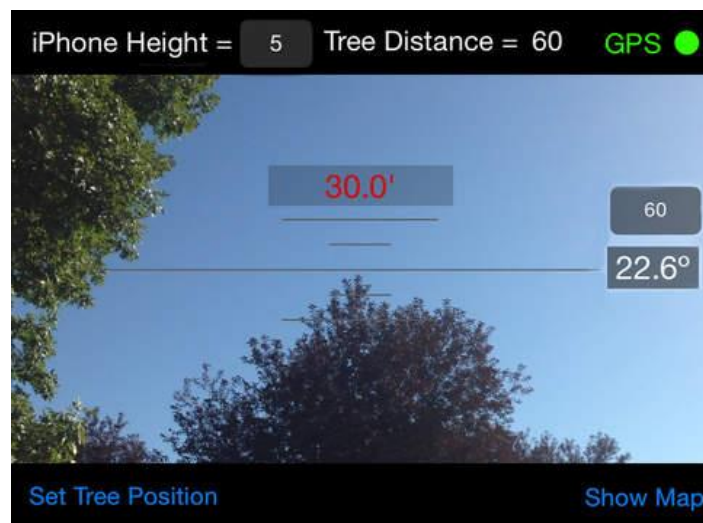 iPhone Height = 5 Tree Distance = 60 GPS
30.0'
60
22.6°
Set Tree Position Show Map